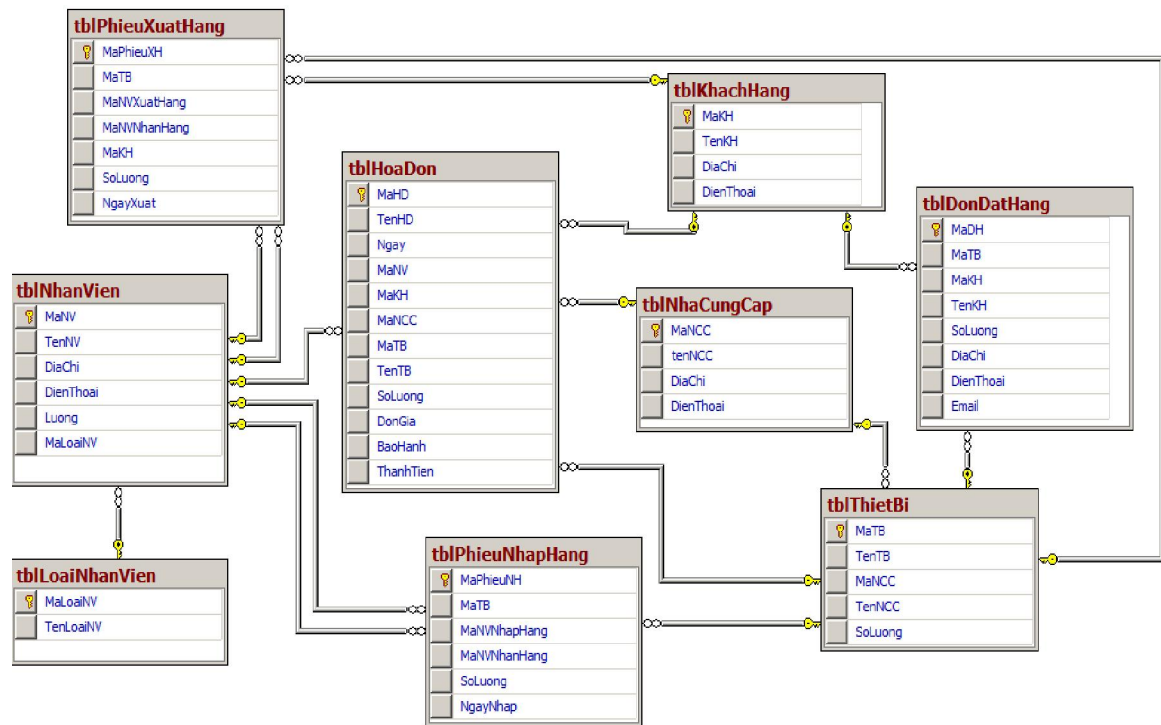 tblPhieuXuatHang
MaPhieuXH
MaTB
MaNVXuatHang
MaNVNhanHang
MaKH
SoLuong
NgayXuat
tblKhachHang
MaKH
TenKH
DiaChi
DienThoai
tblHoaDon
MaHD
TenHD
Ngay
MaNV
MaKH
MaNCC
MaTB
TenTB
SoLuong
DonGia
BaoHanh
ThanhTien
tblDonDatHang
MaDH
MaTB
MaKH
TenKH
SoLuong
DiaChi
DienThoai
Email
tblNhanVien
MaNV
TenNV
DiaChi
DienThoai
Luong
MaLoaiNV
tblNhaCungCap
MaNCC
tenNCC
DiaChi
DienThoai
tblThietBi
MaTB
TenTB
MaNCC
TenNCC
SoLuong
tblPhieuNhapHang
MaPhieuNH
MaTB
MaNVNhapHang
MaNVNhanHang
SoLuong
NgayNhap
tblLoaiNhanVien
MaLoaiNV
TenLoaiNV